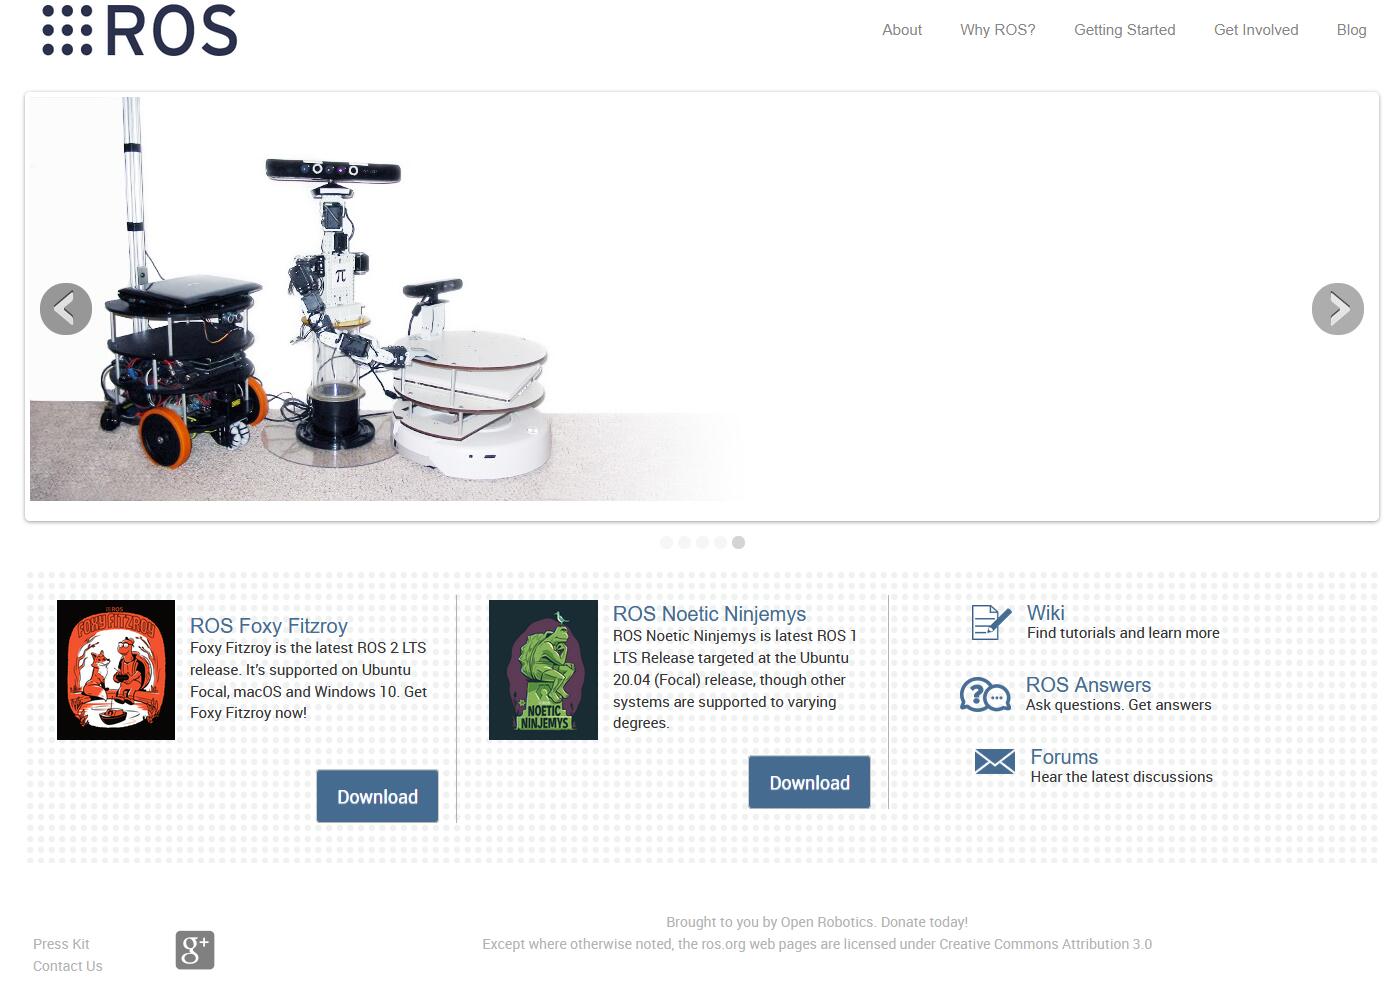 ROS
About Why ROS? Getting Started Get Involved Blog
π
ROS
FOXY FITZROY
ROS Foxy Fitzroy
Foxy Fitzroy is the latest ROS 2 LTS
release. It's supported on Ubuntu
Focal, macOS and Windows 10. Get
Foxy Fitzroy now!
Download
NOETIC
NINJEMYS
ROS Noetic Ninjemys
ROS Noetic Ninjemys is latest ROS 1
LTS Release targeted at the Ubuntu
20.04 (Focal) release, though other
systems are supported to varying
degrees.
Download
Wiki
Find tutorials and learn more
ROS Answers
Ask questions. Get answers
Forums
Hear the latest discussions
Press Kit
Contact Us
g+
Brought to you by Open Robotics. Donate today!
Except where otherwise noted, the ros.org web pages are licensed under Creative Commons Attribution 3.0